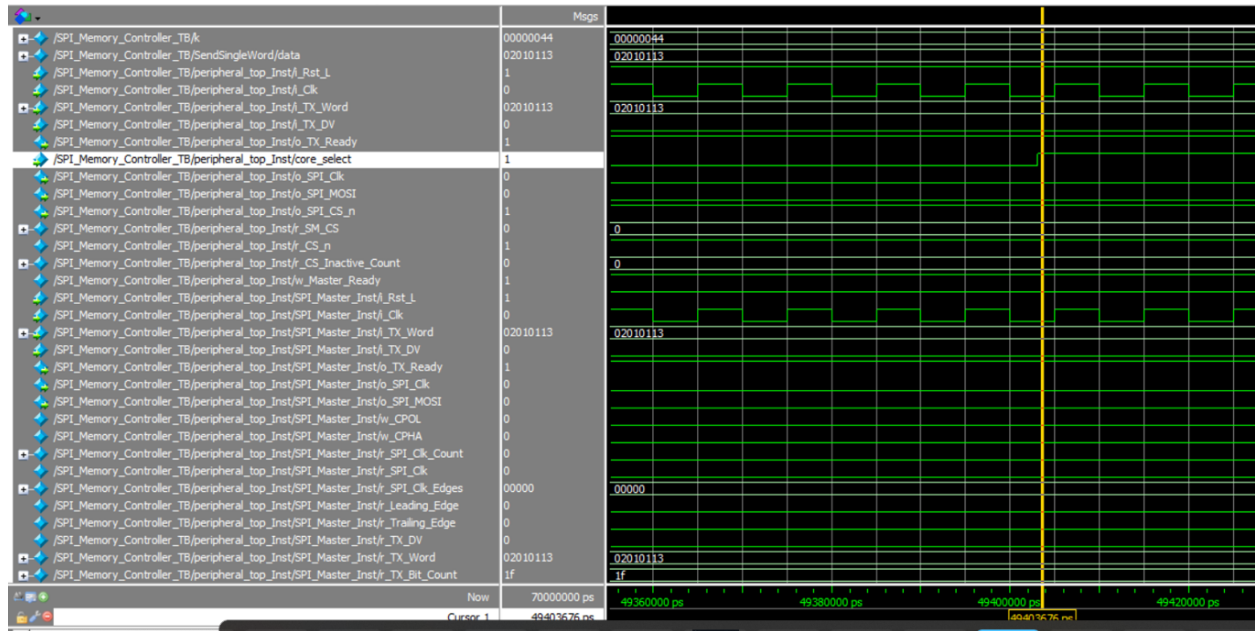 Msgs
/SPI_Memory_Controller_TB/k 00000044 00000044
/SPI_Memory_Controller_TB/SendSingleWord/data 02010113 02010113
/SPI_Memory_Controller_TB/peripheral_top_Inst/i_Rst_L 1
/SPI_Memory_Controller_TB/peripheral_top_Inst/i_Clk 0
/SPI_Memory_Controller_TB/peripheral_top_Inst/i_TX_Word 02010113 02010113
/SPI_Memory_Controller_TB/peripheral_top_Inst/i_TX_DV 0
/SPI_Memory_Controller_TB/peripheral_top_Inst/o_TX_Ready 1
/SPI_Memory_Controller_TB/peripheral_top_Inst/core_select 1
/SPI_Memory_Controller_TB/peripheral_top_Inst/o_SPI_Clk 0
/SPI_Memory_Controller_TB/peripheral_top_Inst/o_SPI_MOSI 0
/SPI_Memory_Controller_TB/peripheral_top_Inst/o_SPI_CS_n 1
/SPI_Memory_Controller_TB/peripheral_top_Inst/r_SM_CS 0 0
/SPI_Memory_Controller_TB/peripheral_top_Inst/r_CS_n 1
/SPI_Memory_Controller_TB/peripheral_top_Inst/r_CS_Inactive_Count 0 0
/SPI_Memory_Controller_TB/peripheral_top_Inst/w_Master_Ready 1
/SPI_Memory_Controller_TB/peripheral_top_Inst/SPI_Master_Inst/i_Rst_L 1
/SPI_Memory_Controller_TB/peripheral_top_Inst/SPI_Master_Inst/i_Clk 0
/SPI_Memory_Controller_TB/peripheral_top_Inst/SPI_Master_Inst/i_TX_Word 02010113 02010113
/SPI_Memory_Controller_TB/peripheral_top_Inst/SPI_Master_Inst/i_TX_DV 0
/SPI_Memory_Controller_TB/peripheral_top_Inst/SPI_Master_Inst/o_TX_Ready 1
/SPI_Memory_Controller_TB/peripheral_top_Inst/SPI_Master_Inst/o_SPI_Clk 0
/SPI_Memory_Controller_TB/peripheral_top_Inst/SPI_Master_Inst/o_SPI_MOSI 0
/SPI_Memory_Controller_TB/peripheral_top_Inst/SPI_Master_Inst/w_CPOL 0
/SPI_Memory_Controller_TB/peripheral_top_Inst/SPI_Master_Inst/w_CPHA 0
/SPI_Memory_Controller_TB/peripheral_top_Inst/SPI_Master_Inst/r_SPI_Clk_Count 0
/SPI_Memory_Controller_TB/peripheral_top_Inst/SPI_Master_Inst/r_SPI_Clk 0
/SPI_Memory_Controller_TB/peripheral_top_Inst/SPI_Master_Inst/r_SPI_Clk_Edges 00000 00000
/SPI_Memory_Controller_TB/peripheral_top_Inst/SPI_Master_Inst/r_Leading_Edge 0
/SPI_Memory_Controller_TB/peripheral_top_Inst/SPI_Master_Inst/r_Trailing_Edge 0
/SPI_Memory_Controller_TB/peripheral_top_Inst/SPI_Master_Inst/r_TX_DV 0
/SPI_Memory_Controller_TB/peripheral_top_Inst/SPI_Master_Inst/r_TX_Word 02010113 02010113
/SPI_Memory_Controller_TB/peripheral_top_Inst/SPI_Master_Inst/r_TX_Bit_Count 1f 1f
Now 70000000 ps 49360000 ps 49380000 ps 49400000 ps 49420000 ps
Cursor 1 49403676 ps 49403676 ps